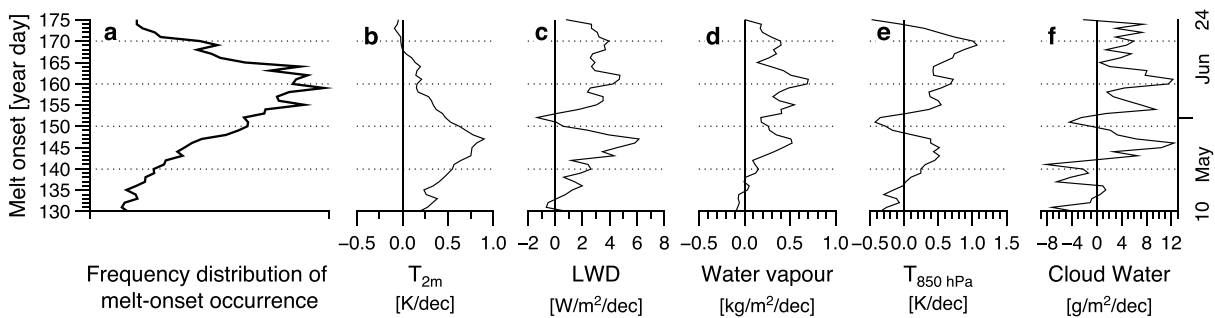 Melt onset [year day]
175
170
165
160
155
150
145
140
135
130
a
b
c
d
e
f
24
Jun
May
10
−0.5 0.0 0.5 1.0
−2 0 2 4 6 8
−0.5 0.0 0.5 1.0
−0.5 0.0 0.5 1.0 1.5
−8 −4 0 4 8 12
Frequency distribution of
melt-onset occurrence
T2m
[K/dec]
LWD
[W/m²/dec]
Water vapour
[kg/m²/dec]
T850 hPa
[K/dec]
Cloud Water
[g/m²/dec]